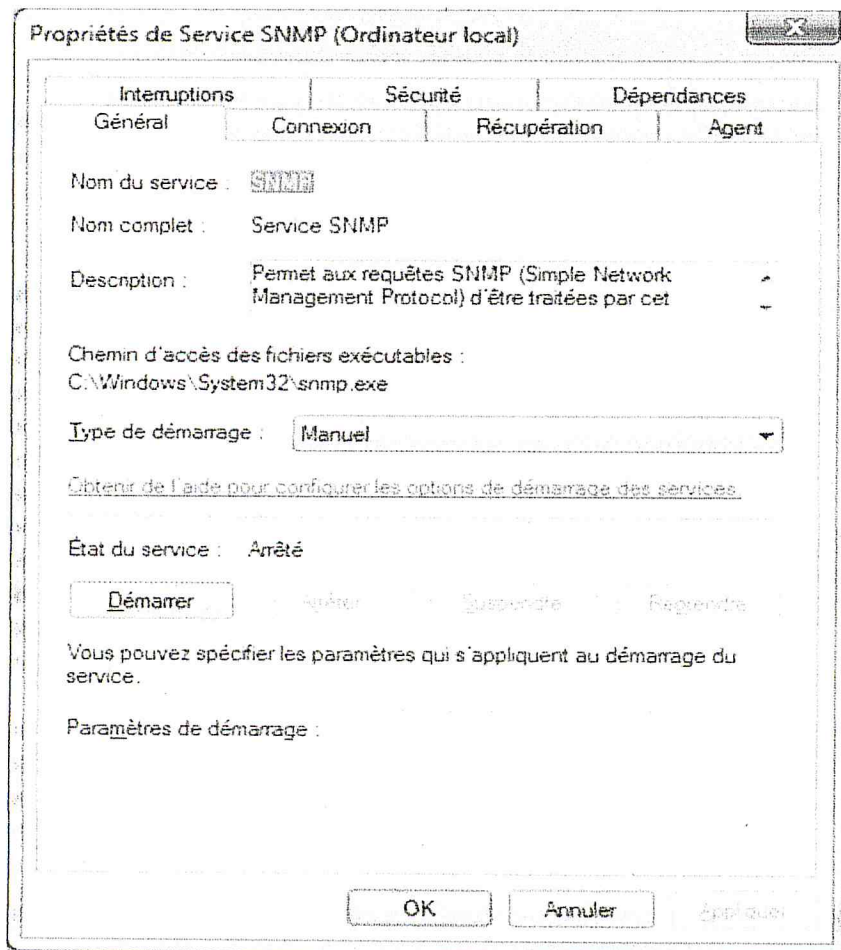 Propriétés de Service SNMP (Ordinateur local)
Interruptions Sécurité Dépendances
Général Connexion Récupération Agent
Nom du service : SNMP
Nom complet : Service SNMP
Description : Permet aux requêtes SNMP (Simple Network
Management Protocol) d'être traitées par cet
Chemin d'accès des fichiers exécutables :
C:\Windows\System32\snmp.exe
Type de démarrage : Manuel
Obtenir de l'aide pour configurer les options de démarrage des services.
État du service : Arrêté
Démarrer Arrêter Suspendre Reprendre
Vous pouvez spécifier les paramètres qui s'appliquent au démarrage du
service.
Paramètres de démarrage :
OK Annuler Appliquer